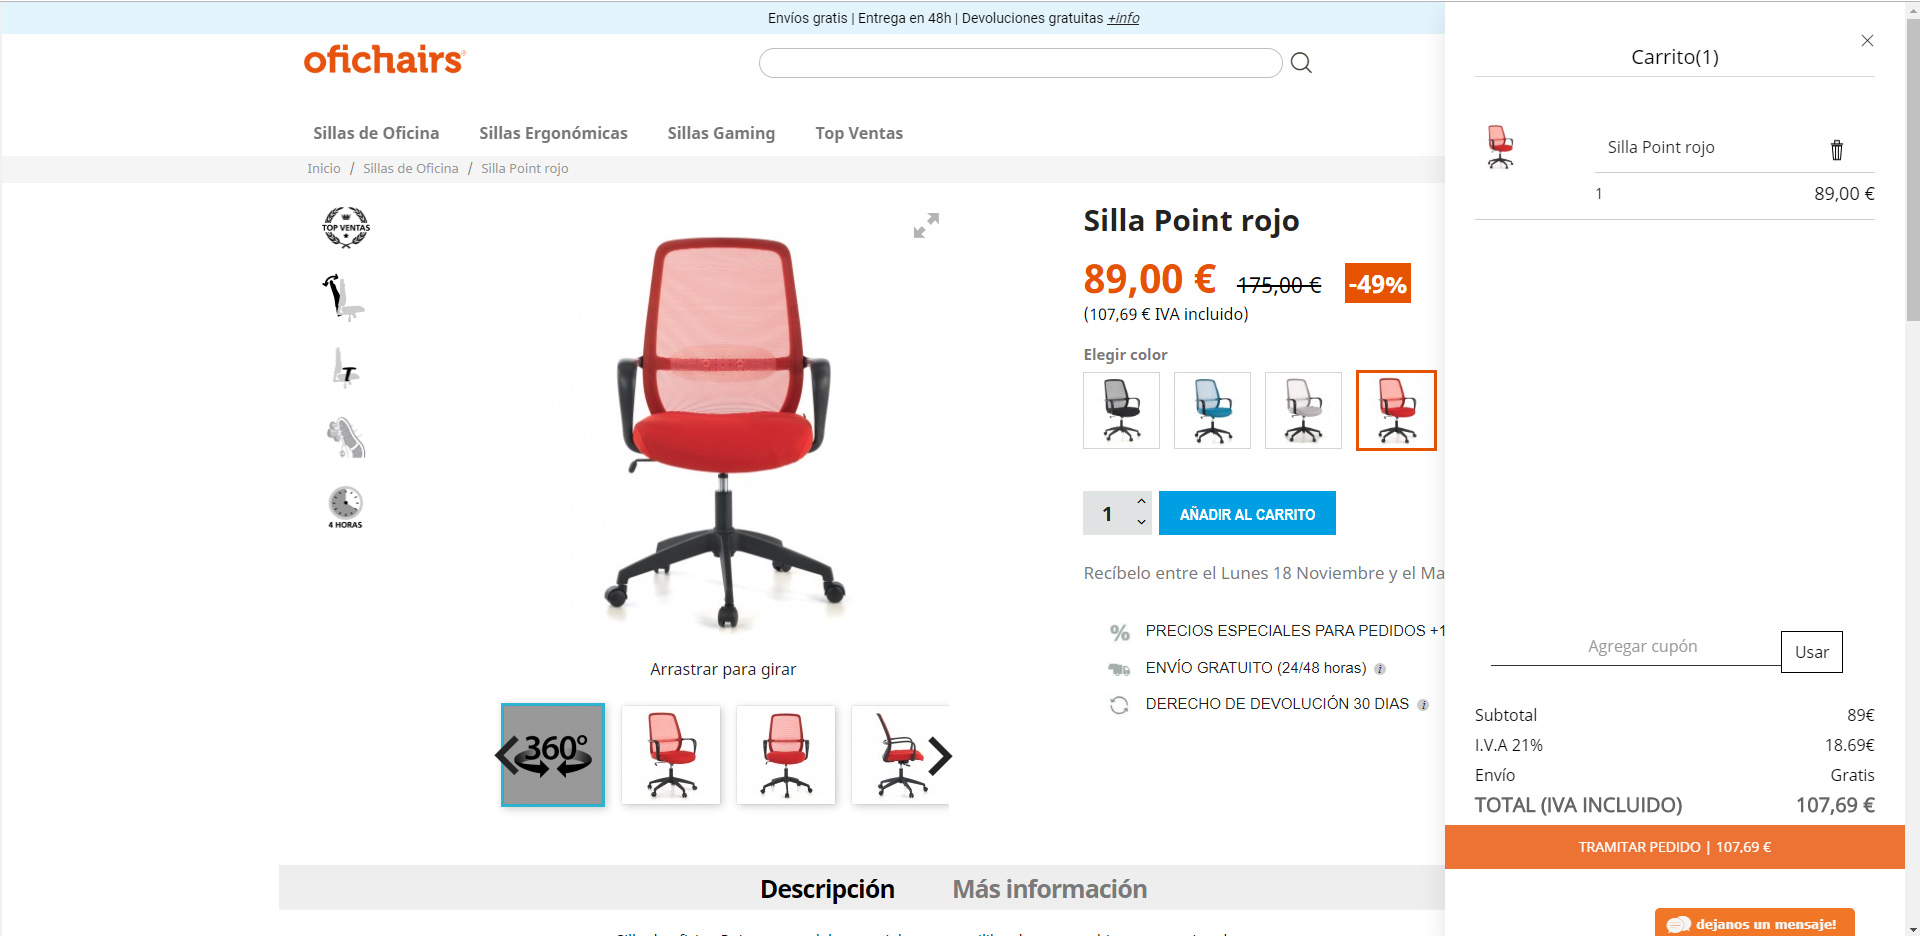 Envíos gratis | Entrega en 48h | Devoluciones gratuitas +info
ofichairs
Sillas de Oficina Sillas Ergonómicas Sillas Gaming Top Ventas
Inicio / Sillas de Oficina / Silla Point rojo
TOP VENTAS
4 HORAS
Arrastrar para girar
360°
Silla Point rojo
89,00 € 175,00 € -49%
(107,69 € IVA incluido)
Elegir color
1 AÑADIR AL CARRITO
Recíbelo entre el Lunes 18 Noviembre y el Ma
% PRECIOS ESPECIALES PARA PEDIDOS +1
ENVÍO GRATUITO (24/48 horas) i
DERECHO DE DEVOLUCIÓN 30 DIAS i
Descripción Más información
Carrito(1)
Silla Point rojo
1 89,00 €
Agregar cupón Usar
Subtotal 89€
I.V.A 21% 18.69€
Envío Gratis
TOTAL (IVA INCLUIDO) 107,69 €
TRAMITAR PEDIDO | 107,69 €
dejanos un mensaje!